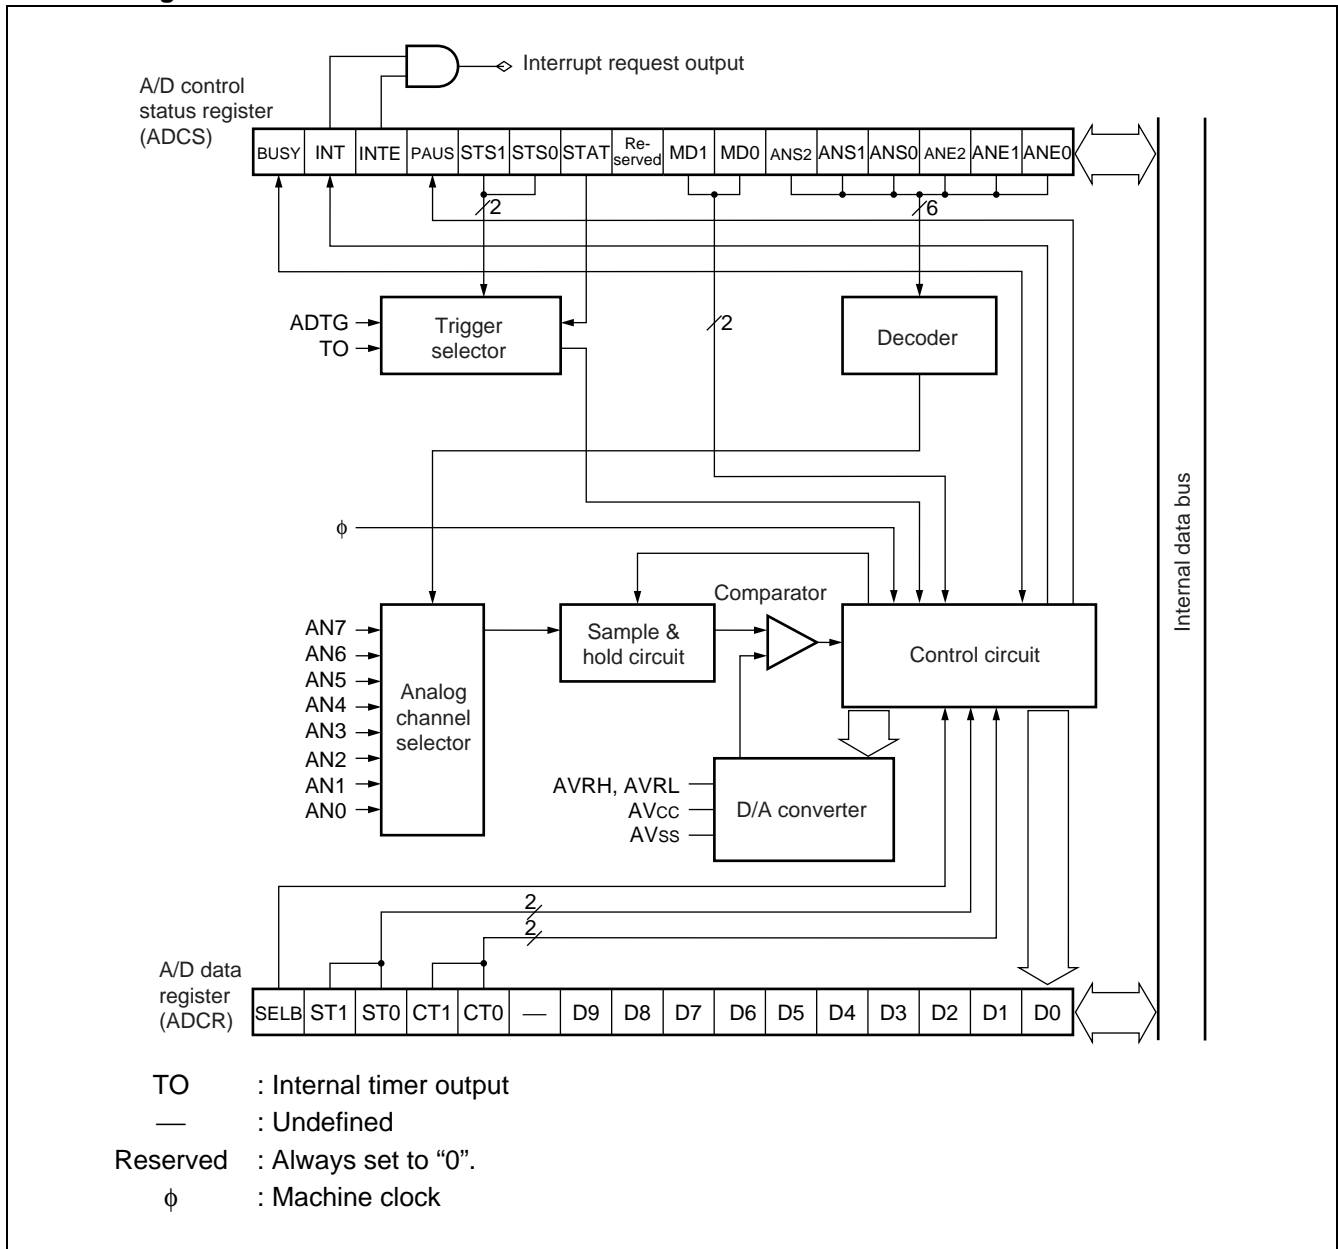 Interrupt request output
A/D control
status register
(ADCS)
BUSY INT INTE PAUS STS1 STS0 STAT Re-served MD1 MD0 ANS2 ANS1 ANS0 ANE2 ANE1 ANE0
2
6
ADTG
TO
Trigger
selector
2
Decoder
Internal data bus
ϕ
Comparator
AN7
AN6
AN5
AN4
AN3
AN2
AN1
AN0
Analog
channel
selector
Sample &
hold circuit
Control circuit
AVRH, AVRL
AVcc
AVss
D/A converter
2
2
A/D data
register
(ADCR)
SELB ST1 ST0 CT1 CT0 — D9 D8 D7 D6 D5 D4 D3 D2 D1 D0
TO : Internal timer output
— : Undefined
Reserved : Always set to “0”.
ϕ : Machine clock